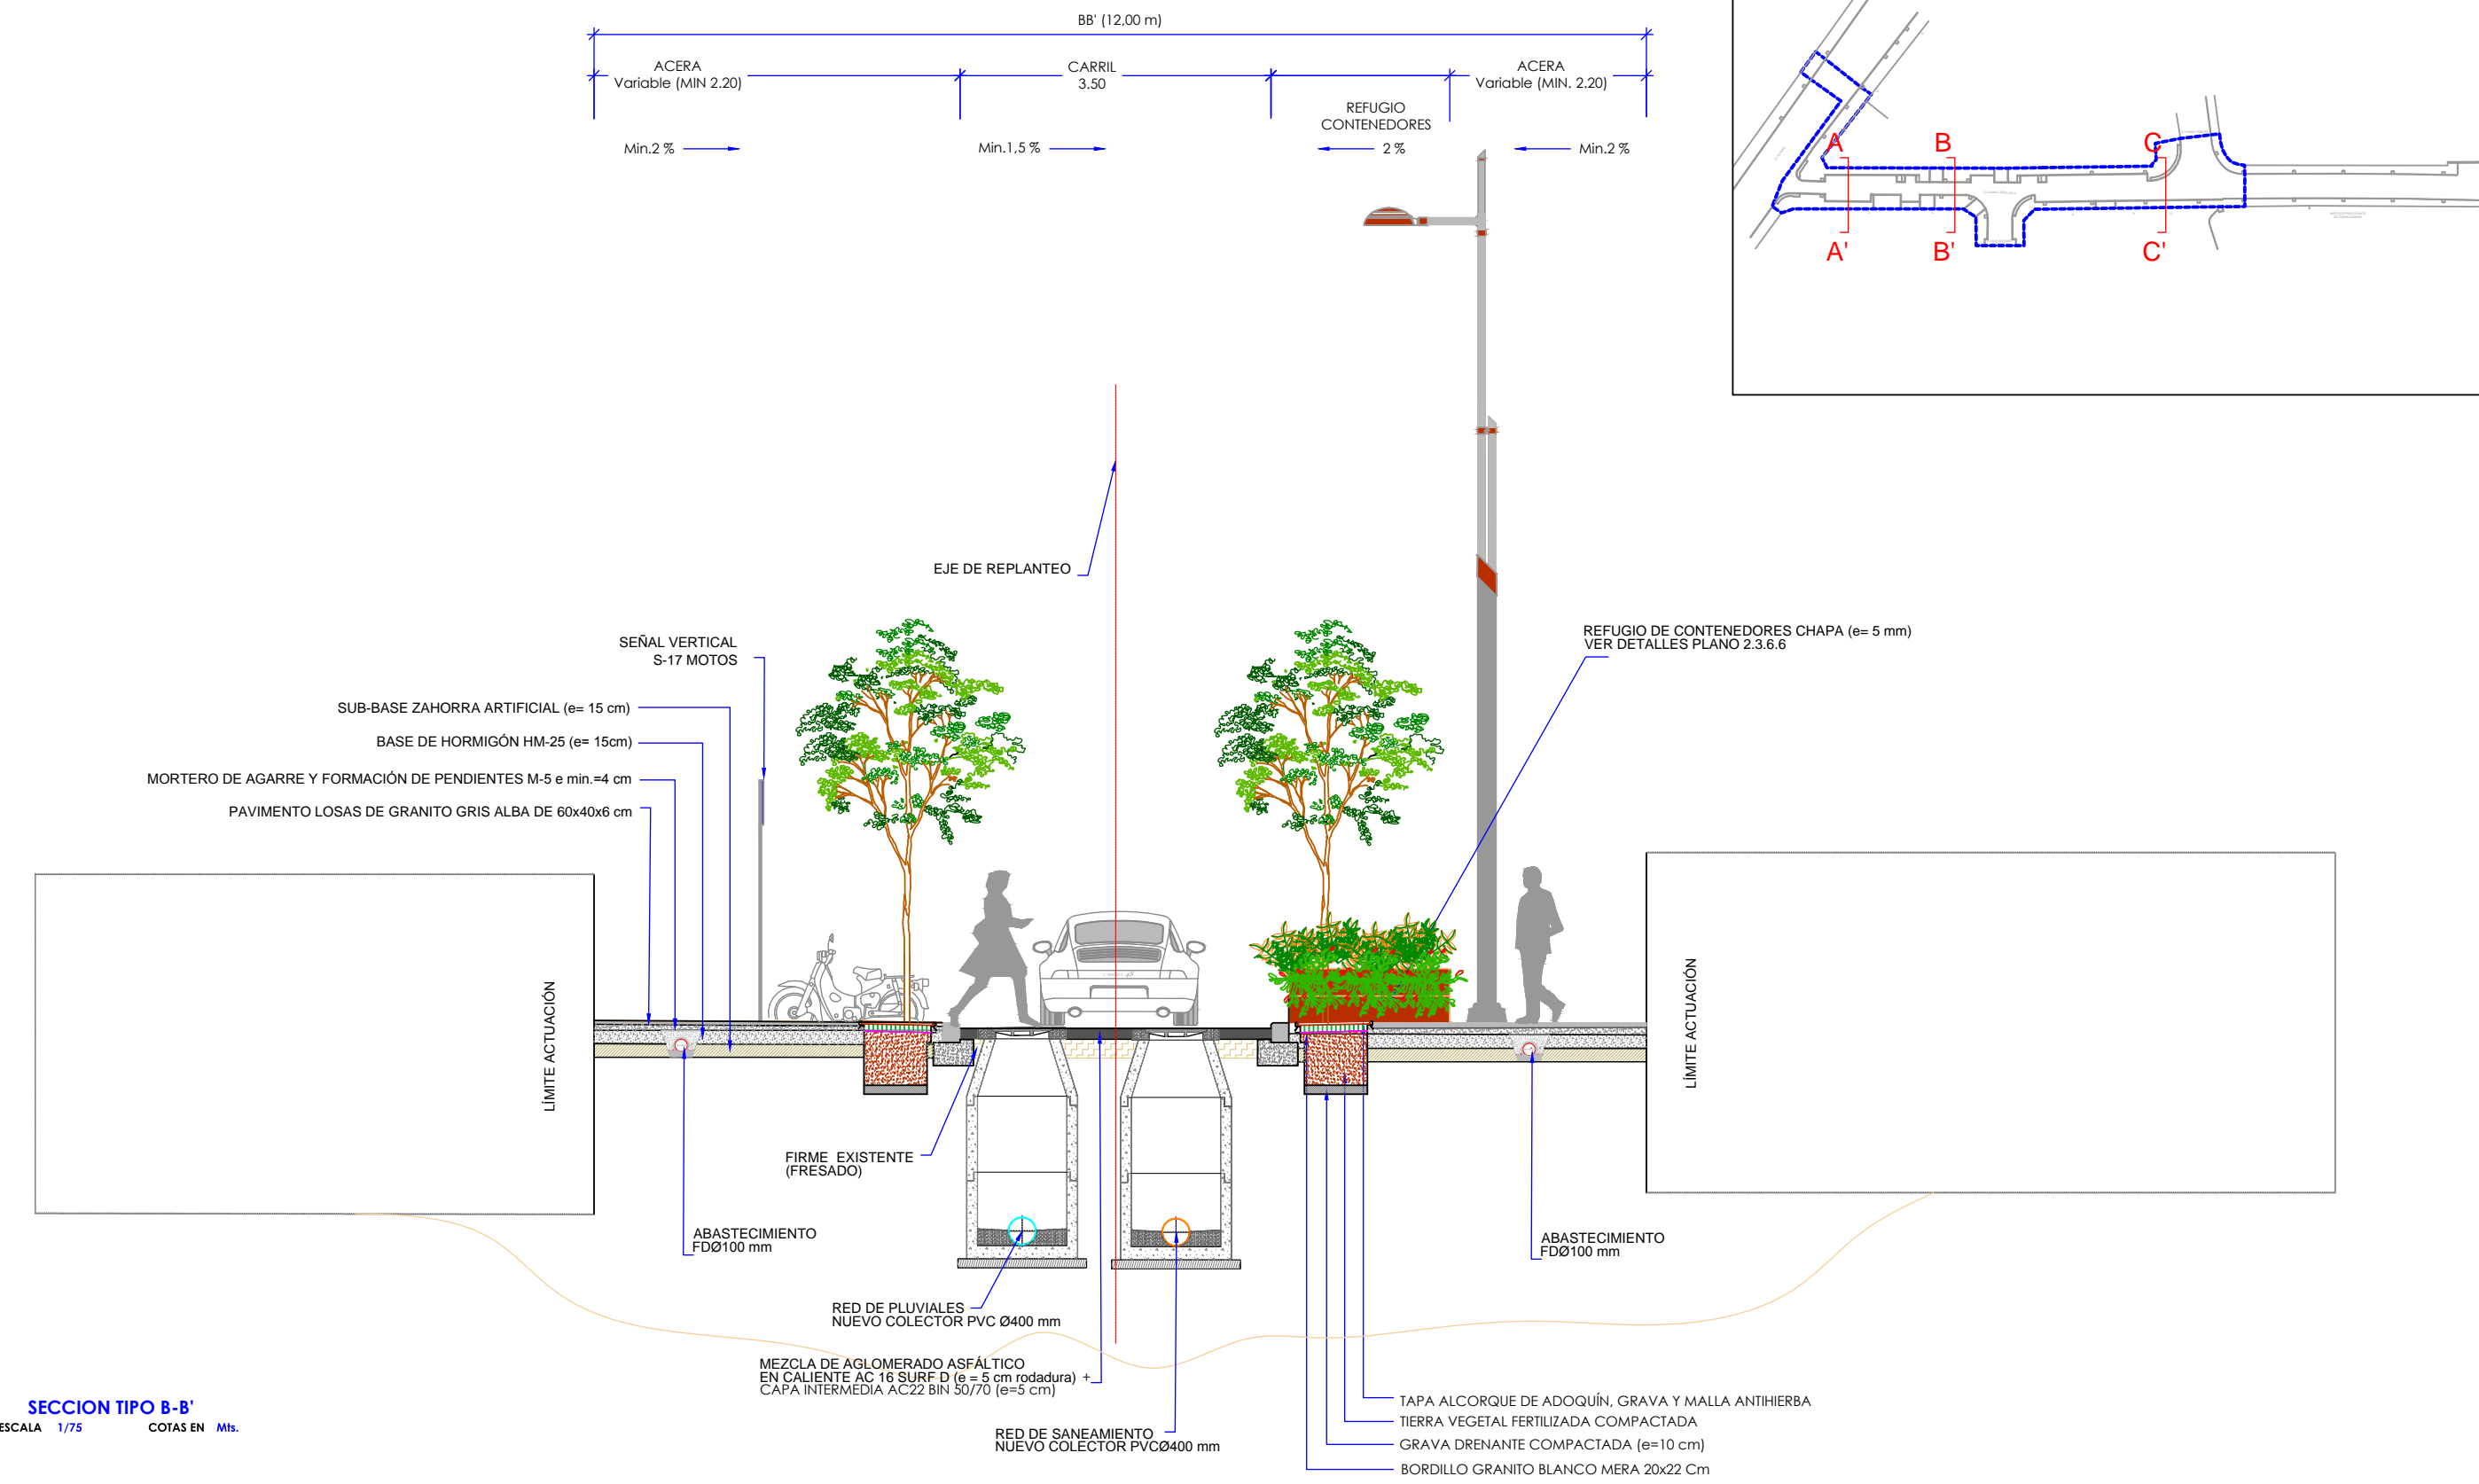 BB' (12,00 m)
ACERA
Variable (MIN 2.20)
CARRIL
3.50
REFUGIO
CONTENEDORES
ACERA
Variable (MIN. 2.20)
Min.2 %
Min.1,5 %
2 %
Min.2 %
A
B
C
A'
B'
C'
EJE DE REPLANTEO
SEÑAL VERTICAL
S-17 MOTOS
REFUGIO DE CONTENEDORES CHAPA (e= 5 mm)
VER DETALLES PLANO 2.3.6.6
SUB-BASE ZAHORRA ARTIFICIAL (e= 15 cm)
BASE DE HORMIGÓN HM-25 (e= 15cm)
MORTERO DE AGARRE Y FORMACIÓN DE PENDIENTES M-5 e min.=4 cm
PAVIMENTO LOSAS DE GRANITO GRIS ALBA DE 60x40x6 cm
LÍMITE ACTUACIÓN
LÍMITE ACTUACIÓN
FIRME EXISTENTE
(FRESADO)
ABASTECIMIENTO
FDØ100 mm
ABASTECIMIENTO
FDØ100 mm
RED DE PLUVIALES
NUEVO COLECTOR PVC Ø400 mm
MEZCLA DE AGLOMERADO ASFÁLTICO
EN CALIENTE AC 16 SURF D (e = 5 cm rodadura) +
CAPA INTERMEDIA AC22 BIN 50/70 (e=5 cm)
RED DE SANEAMIENTO
NUEVO COLECTOR PVCØ400 mm
TAPA ALCORQUE DE ADOQUÍN, GRAVA Y MALLA ANTIHIERBA
TIERRA VEGETAL FERTILIZADA COMPACTADA
GRAVA DRENANTE COMPACTADA (e=10 cm)
BORDILLO GRANITO BLANCO MERA 20x22 Cm
SECCION TIPO B-B'
ESCALA 1/75 COTAS EN Mts.